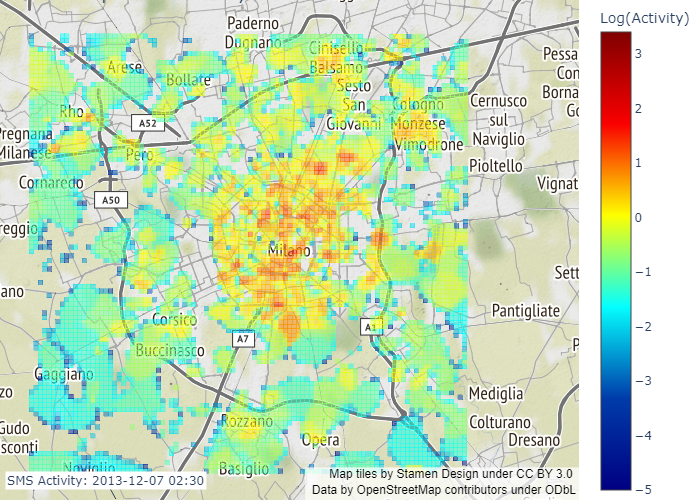 Paderno
Dugnano
Log(Activity)
Cinisello
Balsamo
Arese
Bollate
Sesto
San
Giovanni
Rho
A52
Cologno
Monzese
Cernusco
sul
Naviglio
Pessa
Con
Borna
Go
Pregnana
Milanese
Pero
Vimodrone
Pioltello
Cornaredo
A50
Vignat
reggio
Milano
Sett
ano
Pantigliate
Corsico
A7
A1
Buccinasco
P
Gaggiano
zo
Mediglia
Rozzano
Colturano
Gudo
sconti
Opera
Dresano
Noviglio
Basiglio
SMS Activity: 2013-12-07 02:30
Map tiles by Stamen Design under CC BY 3.0
Data by OpenStreetMap contributors under ODbL
3
2
1
0
−1
−2
−3
−4
−5